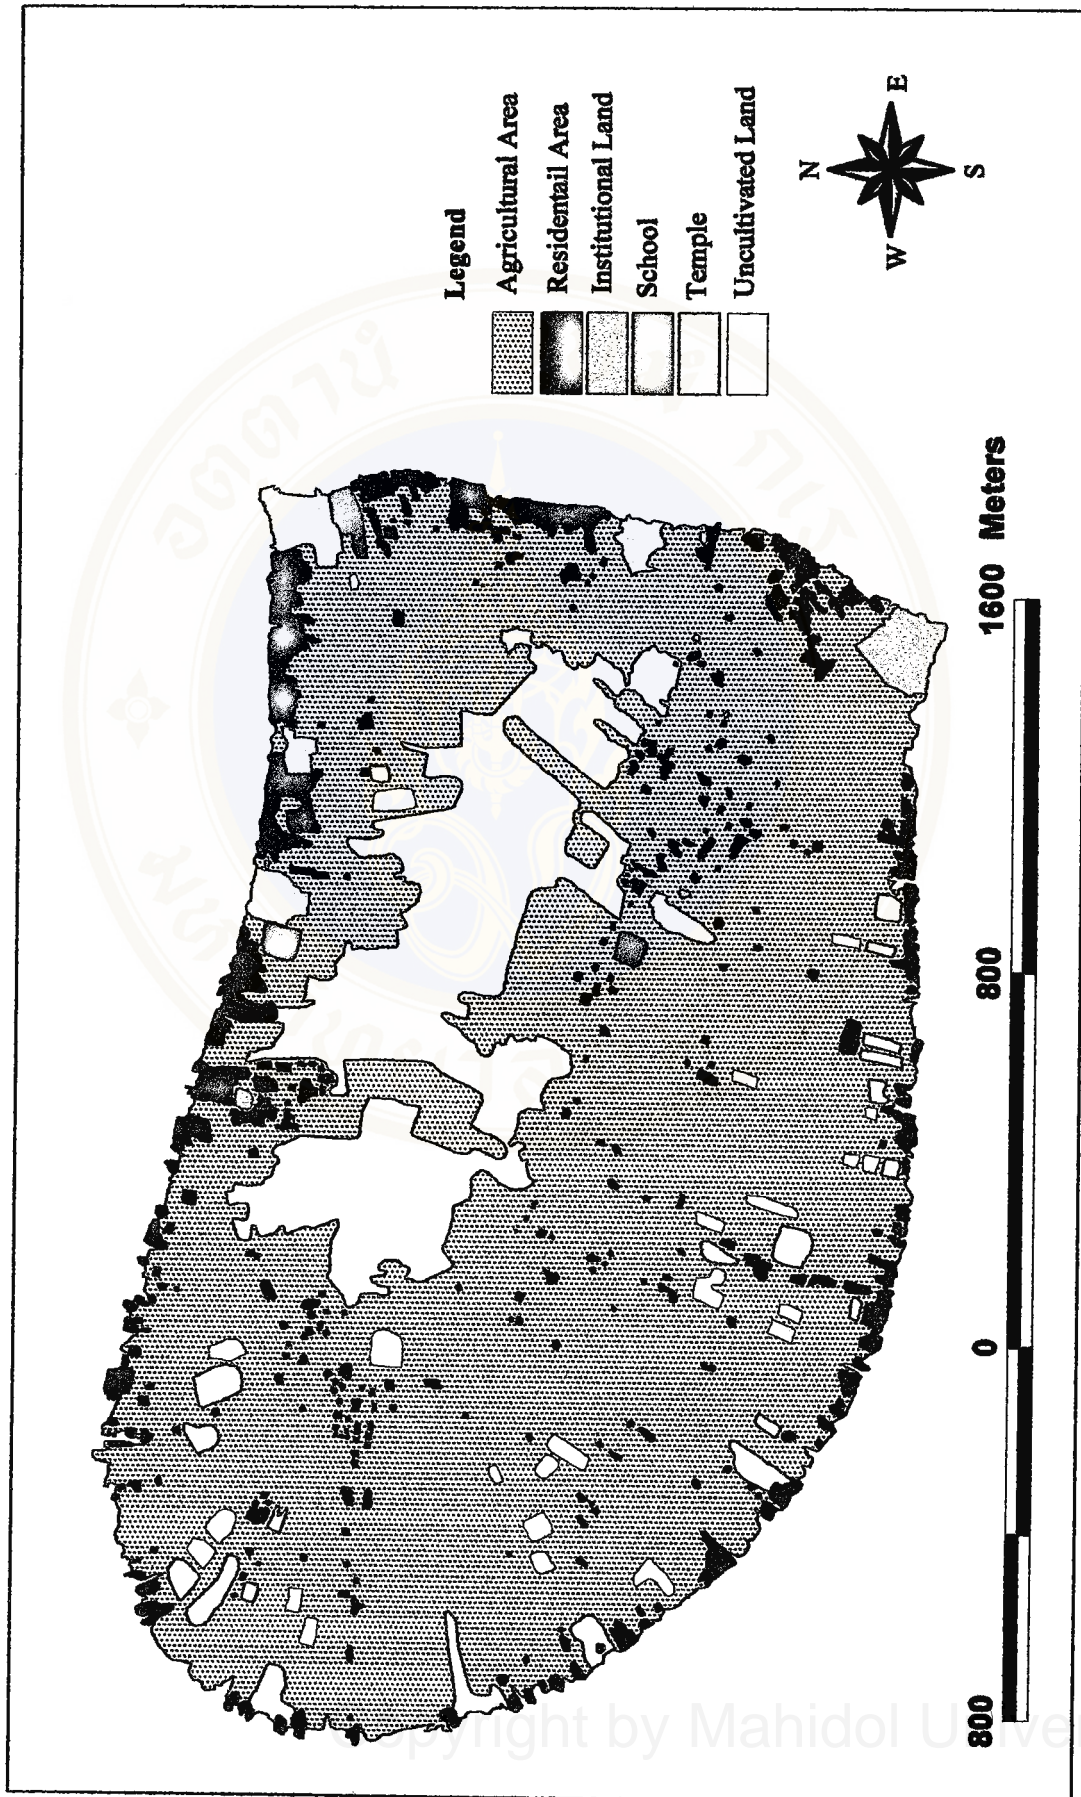 Legend
Agricultural Area
Residentail Area
Institutional Land
School
Temple
Uncultivated Land
N
W
E
S
800
0
800
1600 Meters
Copyright by Mahidol Univer